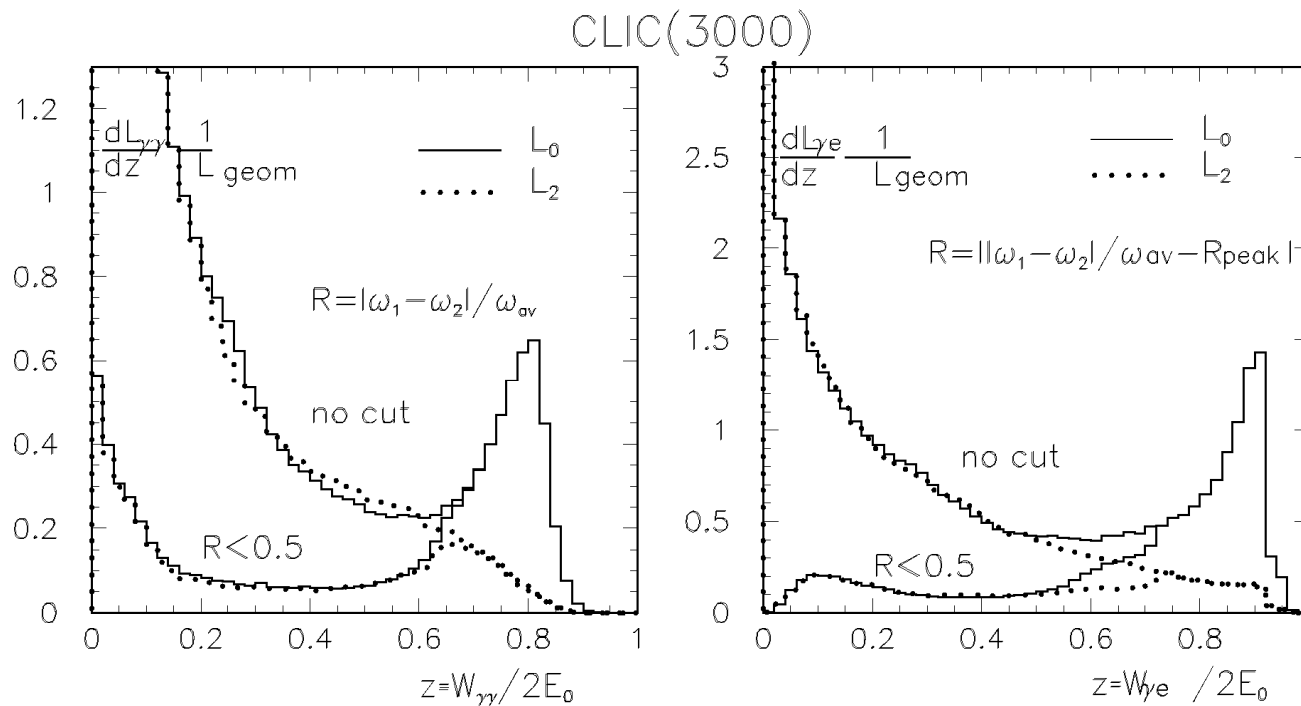 CLIC(3000)
1.2
1
0.8
0.6
0.4
0.2
0
dLγγ/dz 1/Lgeom
L₀
L₂
R=|ω₁−ω₂|/ωav
no cut
R<0.5
0 0.2 0.4 0.6 0.8 1
z=Wγγ/2E₀
3
2.5
2
1.5
1
0.5
0
dLγe/dz 1/Lgeom
L₀
L₂
R=||ω₁−ω₂|/ωav−Rpeak|
no cut
R<0.5
0 0.2 0.4 0.6 0.8
z=Wγe /2E₀